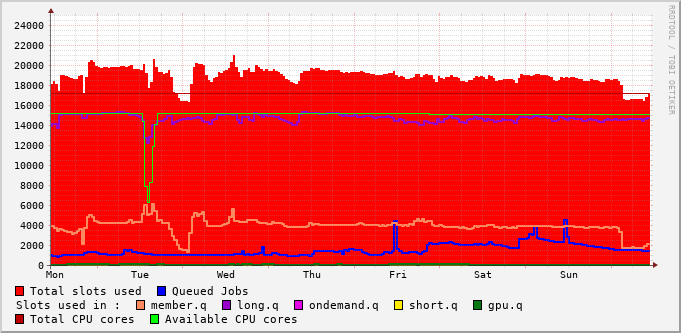 24000
22000
20000
18000
16000
14000
12000
10000
8000
6000
4000
2000
0
Mon Tue Wed Thu Fri Sat Sun
RRDTOOL / TOBI OETIKER
Total slots used Queued Jobs
Slots used in : member.q long.q ondemand.q short.q gpu.q
Total CPU cores Available CPU cores